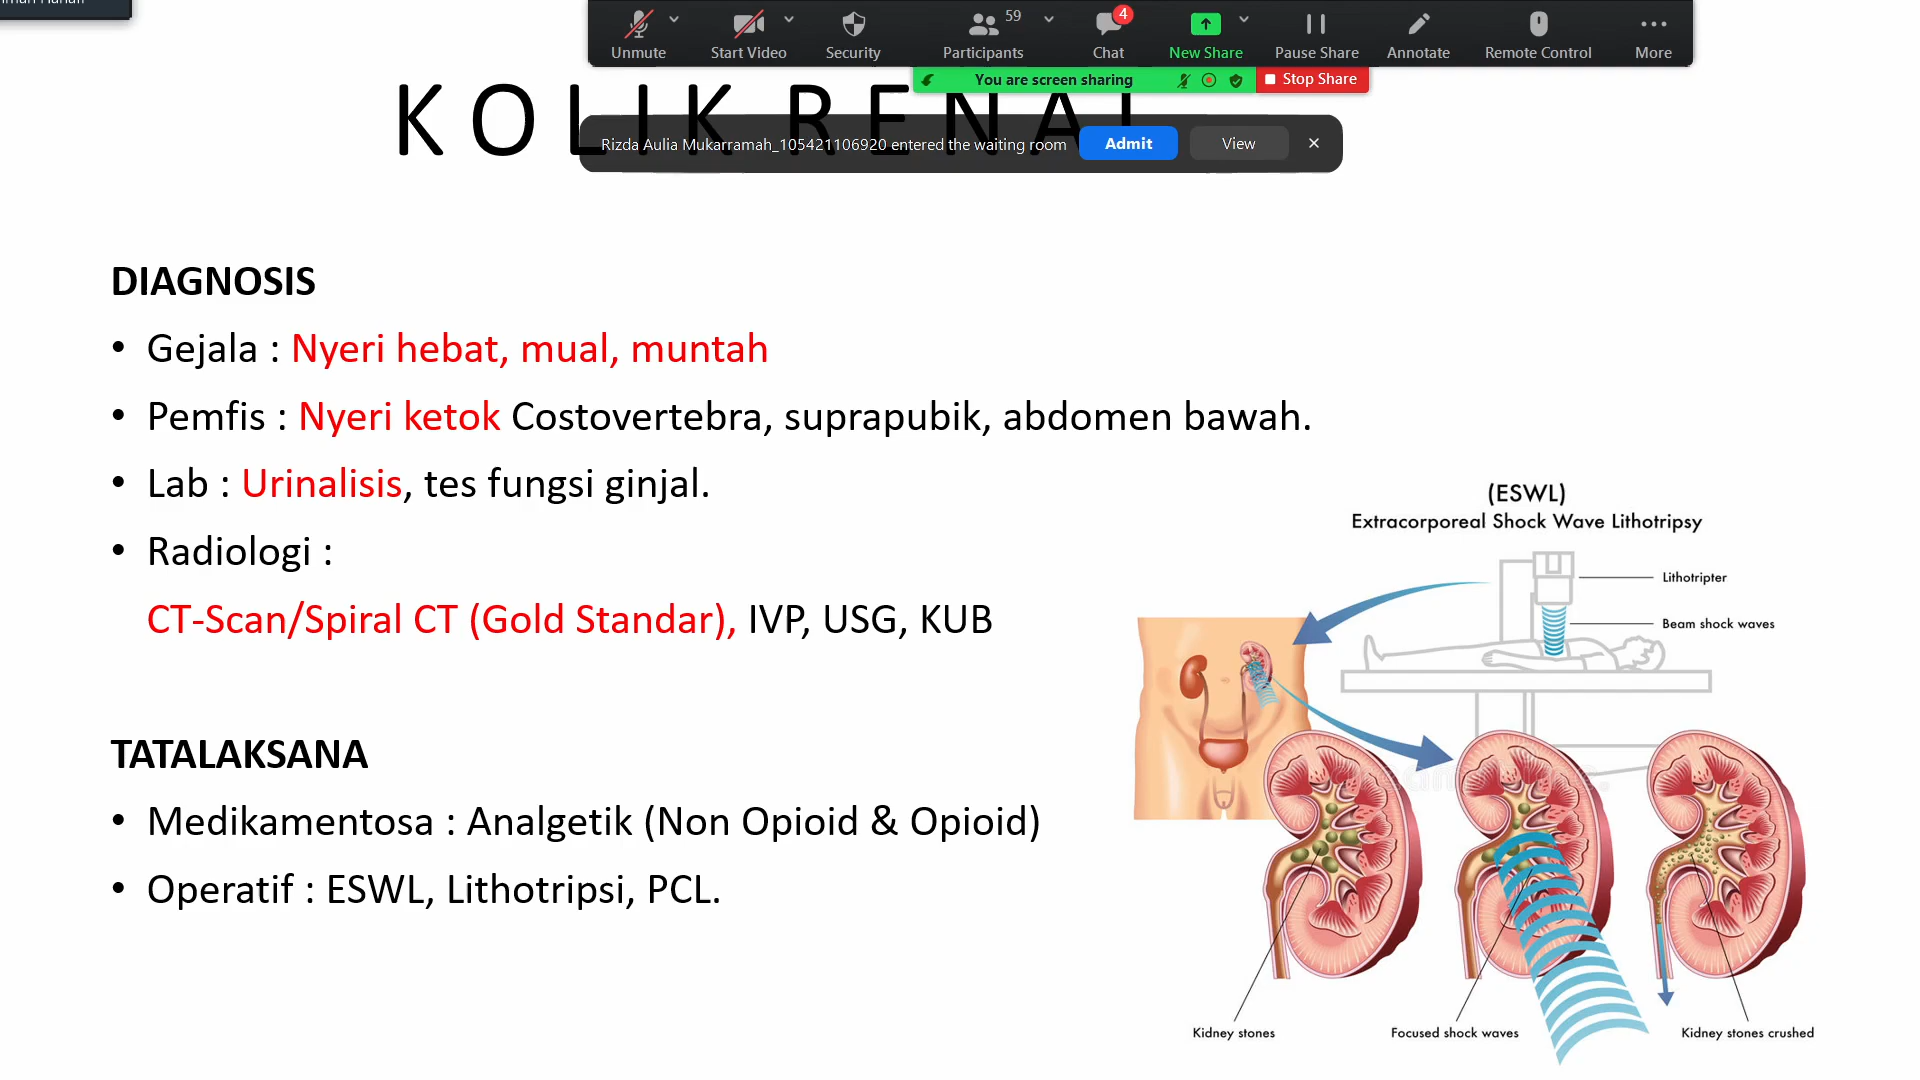 59
4
Unmute
Start Video
Security
Participants
Chat
New Share
Pause Share
Annotate
Remote Control
More
You are screen sharing
Stop Share
KOLIK RENAL
Rizda Aulia Mukarramah_105421106920 entered the waiting room
Admit
View
DIAGNOSIS
• Gejala : Nyeri hebat, mual, muntah
• Pemfis : Nyeri ketok Costovertebra, suprapubik, abdomen bawah.
• Lab : Urinalisis, tes fungsi ginjal.
• Radiologi :
CT-Scan/Spiral CT (Gold Standar), IVP, USG, KUB
TATALAKSANA
• Medikamentosa : Analgetik (Non Opioid & Opioid)
• Operatif : ESWL, Lithotripsi, PCL.
(ESWL)
Extracorporeal Shock Wave Lithotripsy
Lithotripter
Beam shock waves
Kidney stones
Focused shock waves
Kidney stones crushed